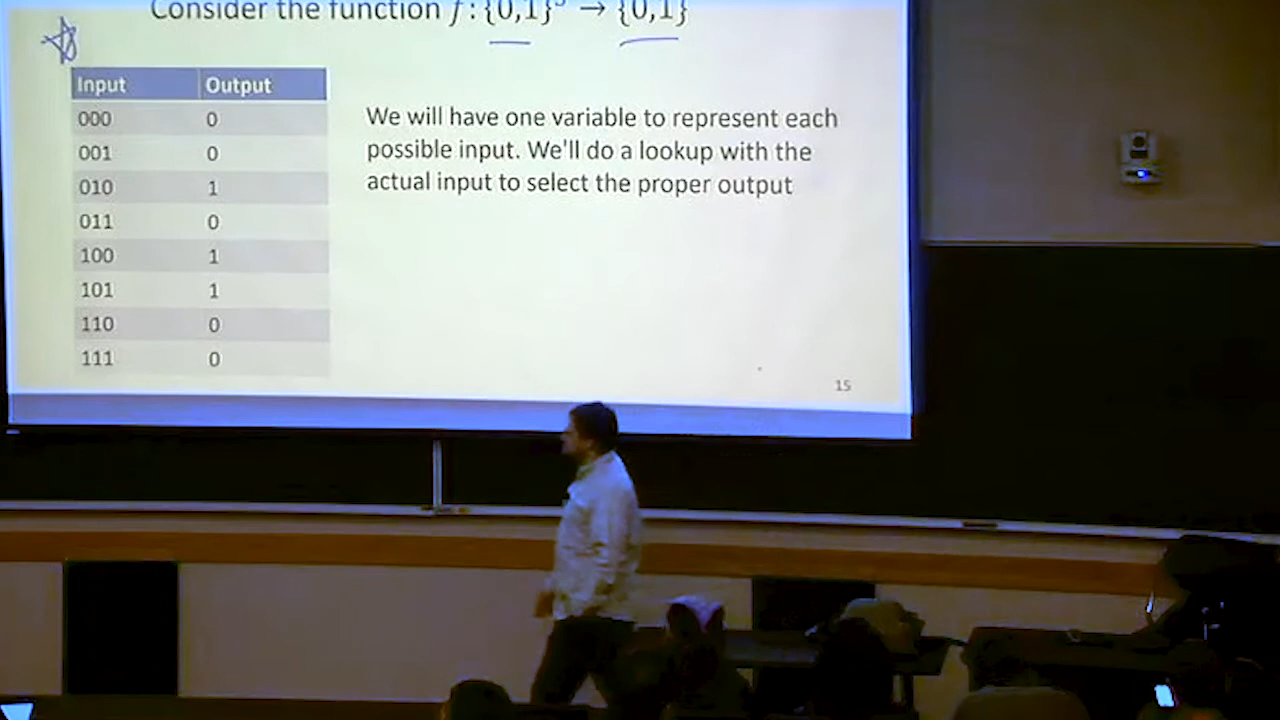 Consider the function f : {0,1}³ → {0,1}
Input Output
000 0
001 0
010 1
011 0
100 1
101 1
110 0
111 0
We will have one variable to represent each
possible input. We'll do a lookup with the
actual input to select the proper output
15